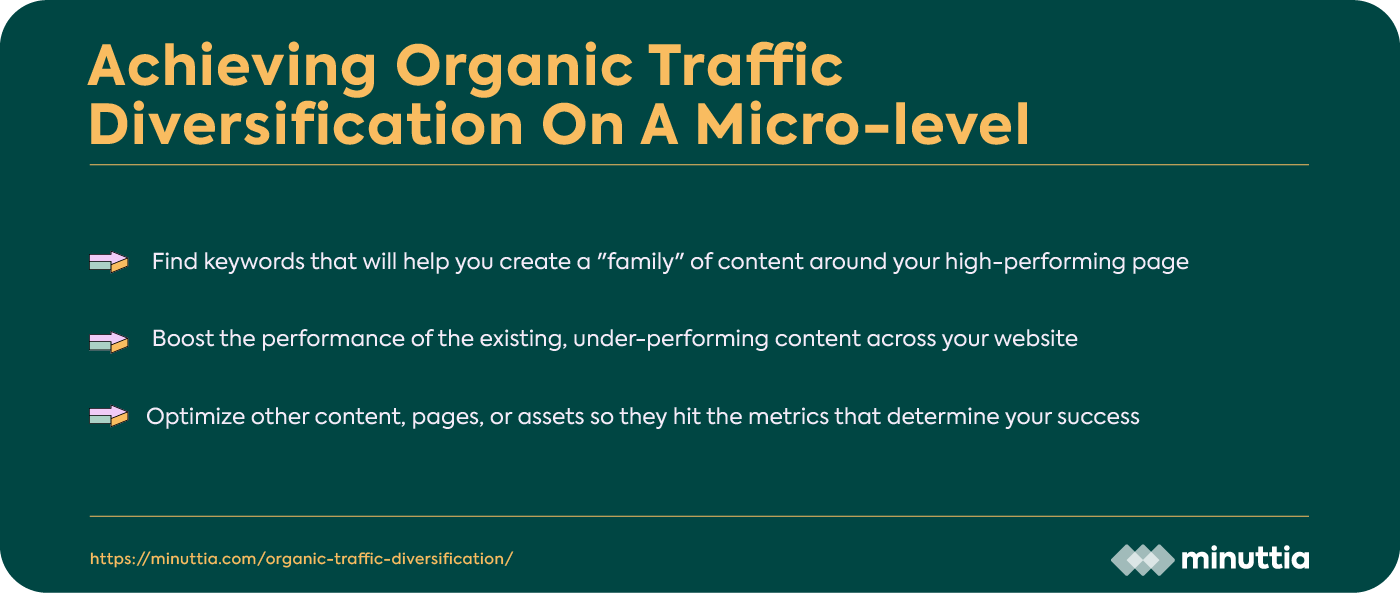 Achieving Organic Traffic
Diversification On A Micro-level
Find keywords that will help you create a "family" of content around your high-performing page
Boost the performance of the existing, under-performing content across your website
Optimize other content, pages, or assets so they hit the metrics that determine your success
https://minuttia.com/organic-traffic-diversification/
minuttia